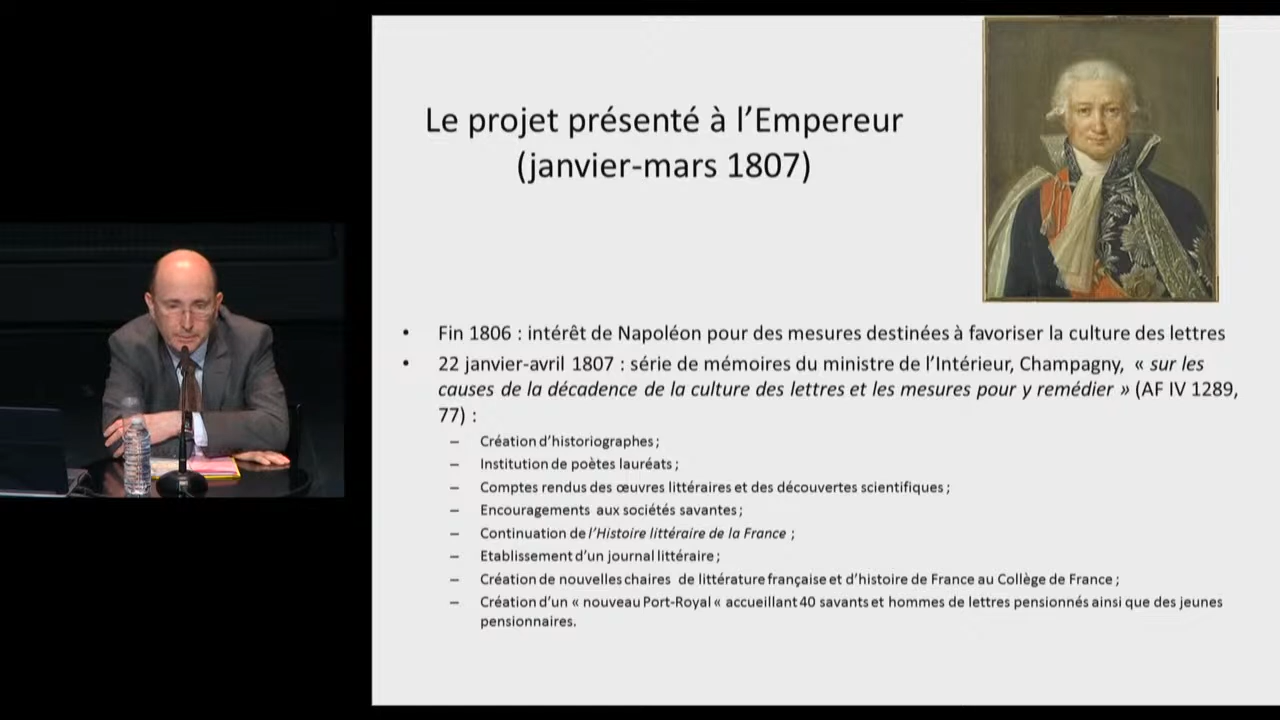 Le projet présenté à l'Empereur
(janvier-mars 1807)
• Fin 1806 : intérêt de Napoléon pour des mesures destinées à favoriser la culture des lettres
• 22 janvier-avril 1807 : série de mémoires du ministre de l'Intérieur, Champagny, « sur les
causes de la décadence de la culture des lettres et les mesures pour y remédier » (AF IV 1289,
77) :
– Création d'historiographes ;
– Institution de poètes lauréats ;
– Comptes rendus des œuvres littéraires et des découvertes scientifiques ;
– Encouragements aux sociétés savantes ;
– Continuation de l'Histoire littéraire de la France ;
– Etablissement d'un journal littéraire ;
– Création de nouvelles chaires de littérature française et d'histoire de France au Collège de France ;
– Création d'un « nouveau Port-Royal « accueillant 40 savants et hommes de lettres pensionnés ainsi que des jeunes
pensionnaires.